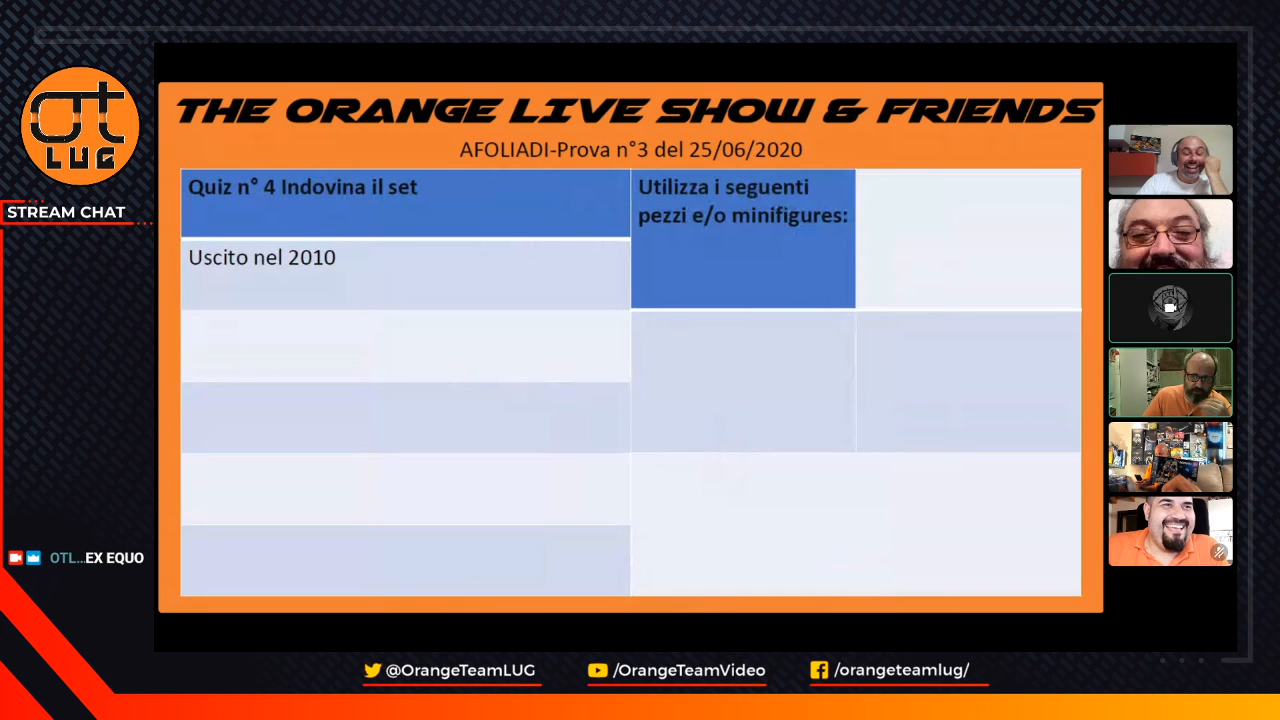 THE ORANGE LIVE SHOW & FRIENDS
AFOLIADI-Prova n°3 del 25/06/2020
Quiz n° 4 Indovina il set
Utilizza i seguenti
pezzi e/o minifigures:
Uscito nel 2010
ot
LUG
STREAM CHAT
OTL...EX EQUO
@OrangeTeamLUG
/OrangeTeamVideo
/orangeteamlug/